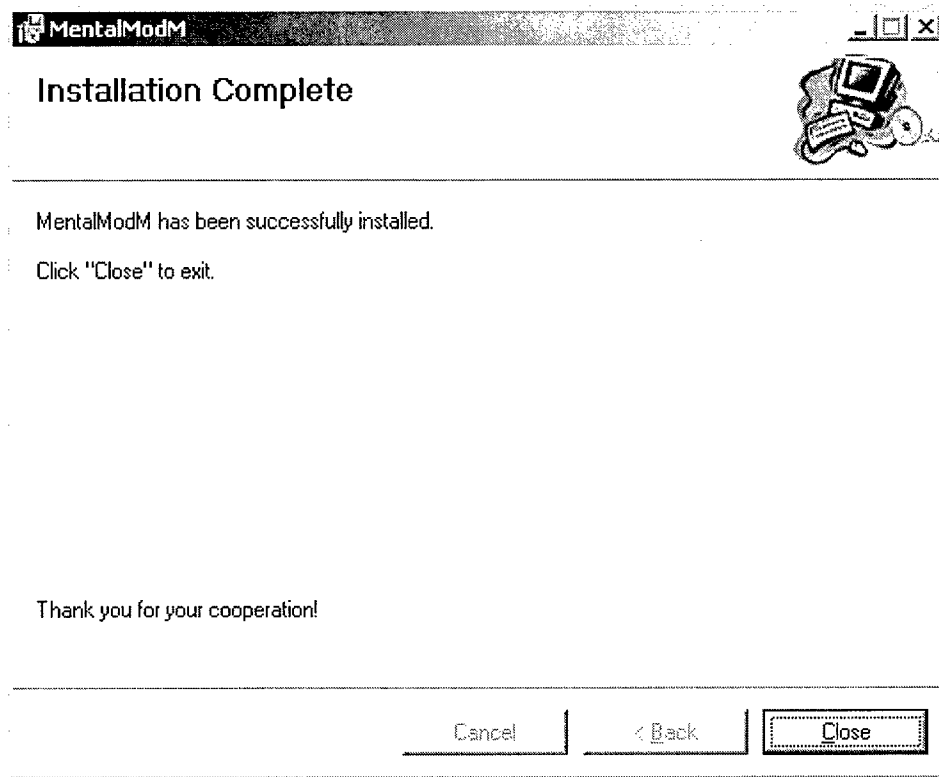 MentalModM
Installation Complete
MentalModM has been successfully installed.
Click "Close" to exit.
Thank you for your cooperation!
Cancel
< Back
Close